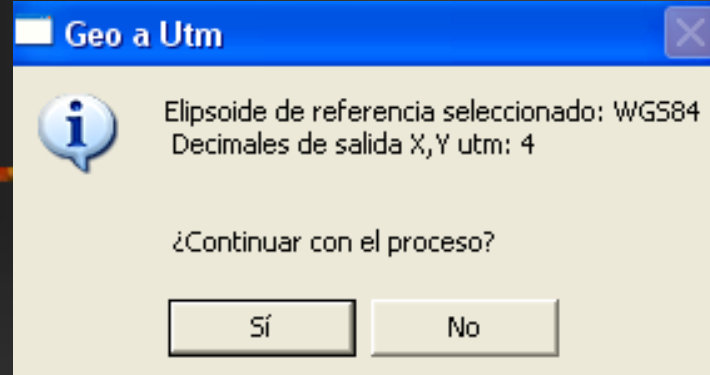 Geo a Utm
Elipsoide de referencia seleccionado: WGS84
Decimales de salida X,Y utm: 4
¿Continuar con el proceso?
Sí
No